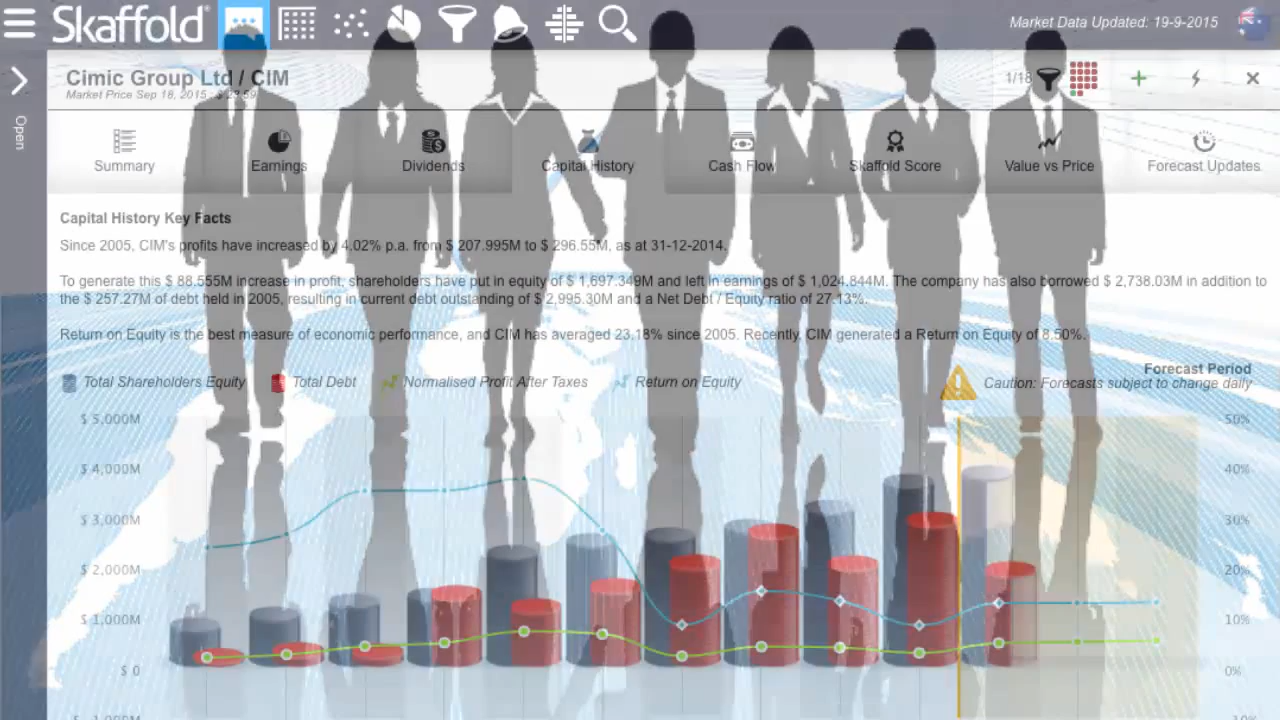 Skaffold®
Market Data Updated: 19-9-2015
Cimic Group Ltd / CIM
Market Price Sep 18, 2015 : $ 23.59
1/18
Open
Summary
Earnings
Dividends
Capital History
Cash Flow
Skaffold Score
Value vs Price
Forecast Updates
Capital History Key Facts
Since 2005, CIM's profits have increased by 4.02% p.a. from $ 207.995M to $ 296.55M, as at 31-12-2014.
To generate this $ 88.555M increase in profit, shareholders have put in equity of $ 1,697.349M and left in earnings of $ 1,024.844M. The company has also borrowed $ 2,738.03M in addition to
the $ 257.27M of debt held in 2005, resulting in current debt outstanding of $ 2,995.30M and a Net Debt / Equity ratio of 27.13%.
Return on Equity is the best measure of economic performance, and CIM has averaged 23.18% since 2005. Recently, CIM generated a Return on Equity of 8.50%.
Total Shareholders Equity
Total Debt
Normalised Profit After Taxes
Return on Equity
Forecast Period
Caution: Forecasts subject to change daily
$ 5,000M
50%
$ 4,000M
40%
$ 3,000M
30%
$ 2,000M
20%
$ 1,000M
10%
$ 0
0%